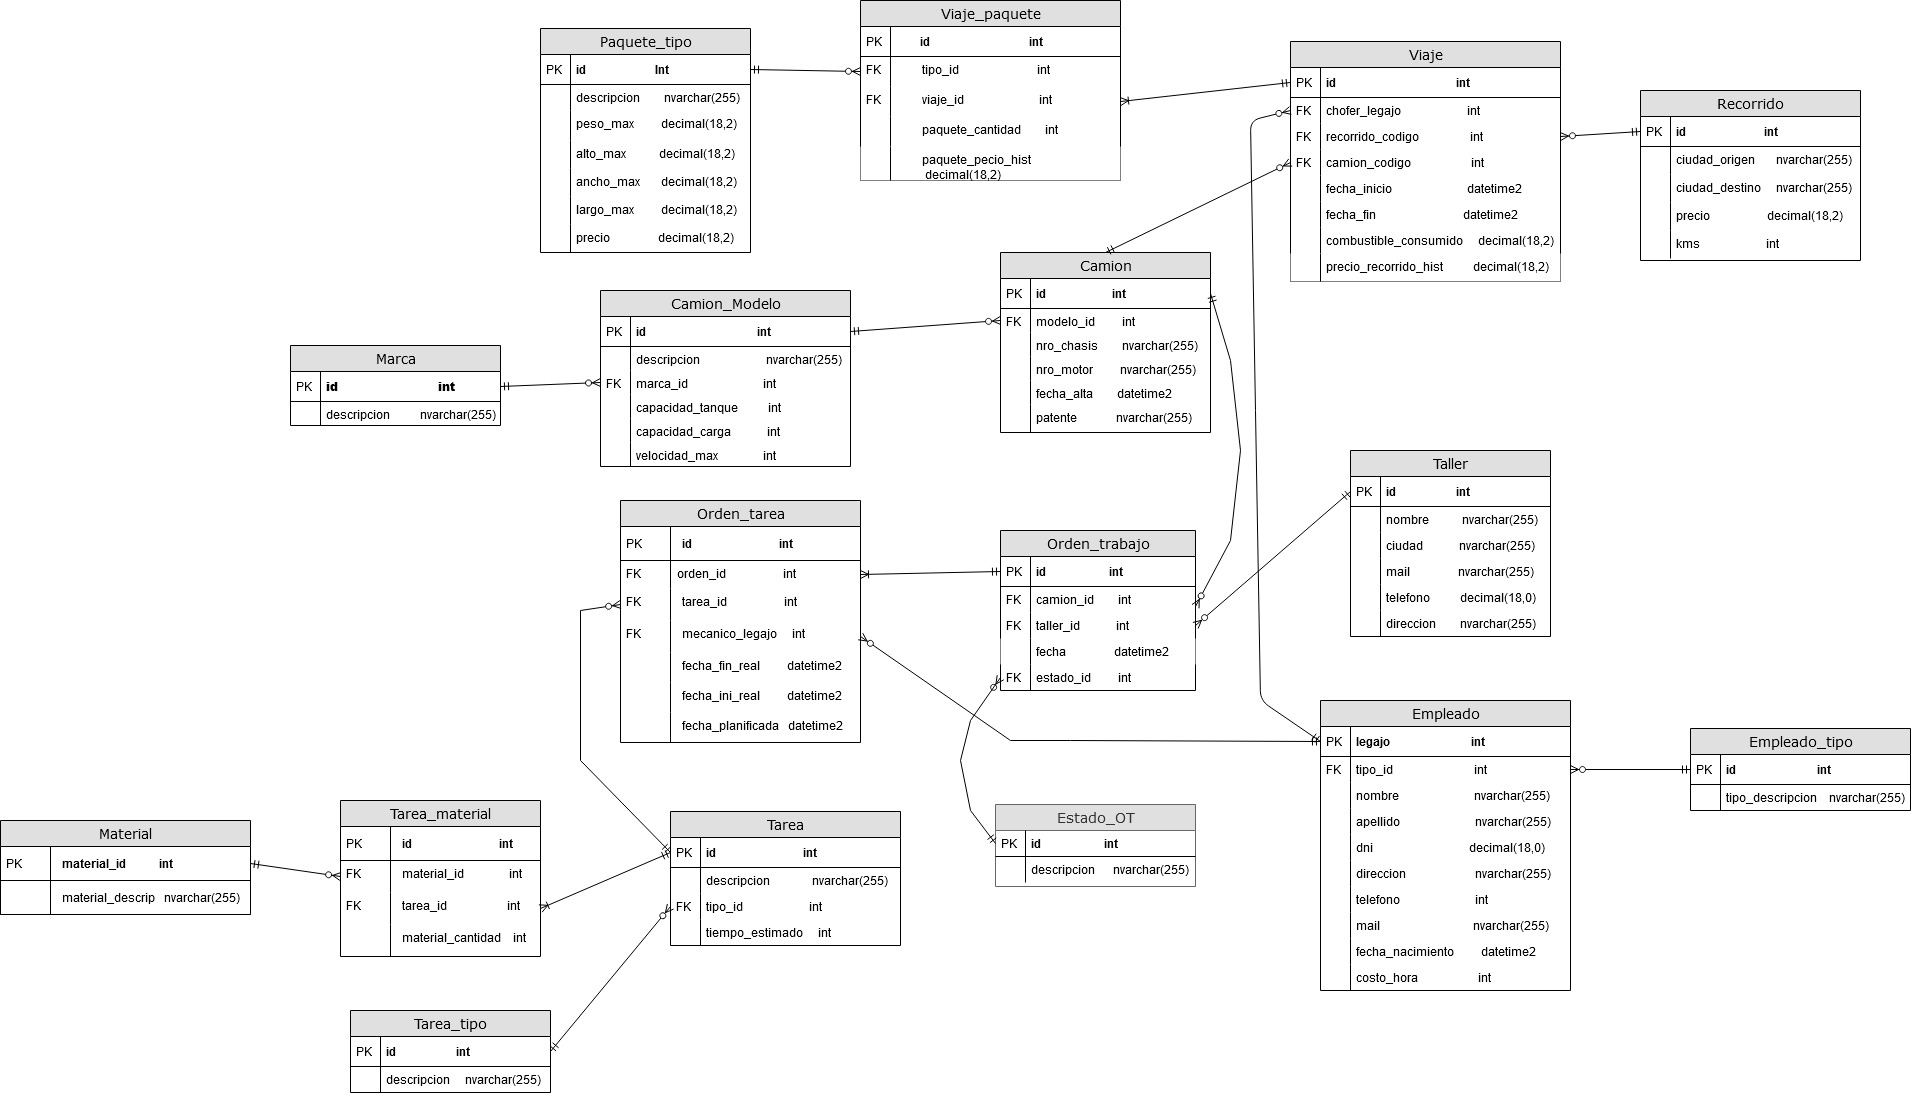 Viaje_paquete
PK id int
FK tipo_id int
FK viaje_id int
paquete_cantidad int
paquete_pecio_hist
decimal(18,2)
Paquete_tipo
PK id Int
descripcion nvarchar(255)
peso_max decimal(18,2)
alto_max decimal(18,2)
ancho_max decimal(18,2)
largo_max decimal(18,2)
precio decimal(18,2)
Viaje
PK id int
FK chofer_legajo int
FK recorrido_codigo int
FK camion_codigo int
fecha_inicio datetime2
fecha_fin datetime2
combustible_consumido decimal(18,2)
precio_recorrido_hist decimal(18,2)
Recorrido
PK id int
ciudad_origen nvarchar(255)
ciudad_destino nvarchar(255)
precio decimal(18,2)
kms int
Camion
PK id int
FK modelo_id int
nro_chasis nvarchar(255)
nro_motor nvarchar(255)
fecha_alta datetime2
patente nvarchar(255)
Camion_Modelo
PK id int
descripcion nvarchar(255)
FK marca_id int
capacidad_tanque int
capacidad_carga int
velocidad_max int
Marca
PK id int
descripcion nvarchar(255)
Taller
PK id int
nombre nvarchar(255)
ciudad nvarchar(255)
mail nvarchar(255)
telefono decimal(18,0)
direccion nvarchar(255)
Orden_tarea
PK id int
FK orden_id int
FK tarea_id int
FK mecanico_legajo int
fecha_fin_real datetime2
fecha_ini_real datetime2
fecha_planificada datetime2
Orden_trabajo
PK id int
FK camion_id int
FK taller_id int
fecha datetime2
FK estado_id int
Empleado
PK legajo int
FK tipo_id int
nombre nvarchar(255)
apellido nvarchar(255)
dni decimal(18,0)
direccion nvarchar(255)
telefono int
mail nvarchar(255)
fecha_nacimiento datetime2
costo_hora int
Empleado_tipo
PK id int
tipo_descripcion nvarchar(255)
Material
PK material_id int
material_descrip nvarchar(255)
Tarea_material
PK id int
FK material_id int
FK tarea_id int
material_cantidad int
Tarea
PK id int
descripcion nvarchar(255)
FK tipo_id int
tiempo_estimado int
Estado_OT
PK id int
descripcion nvarchar(255)
Tarea_tipo
PK id int
descripcion nvarchar(255)